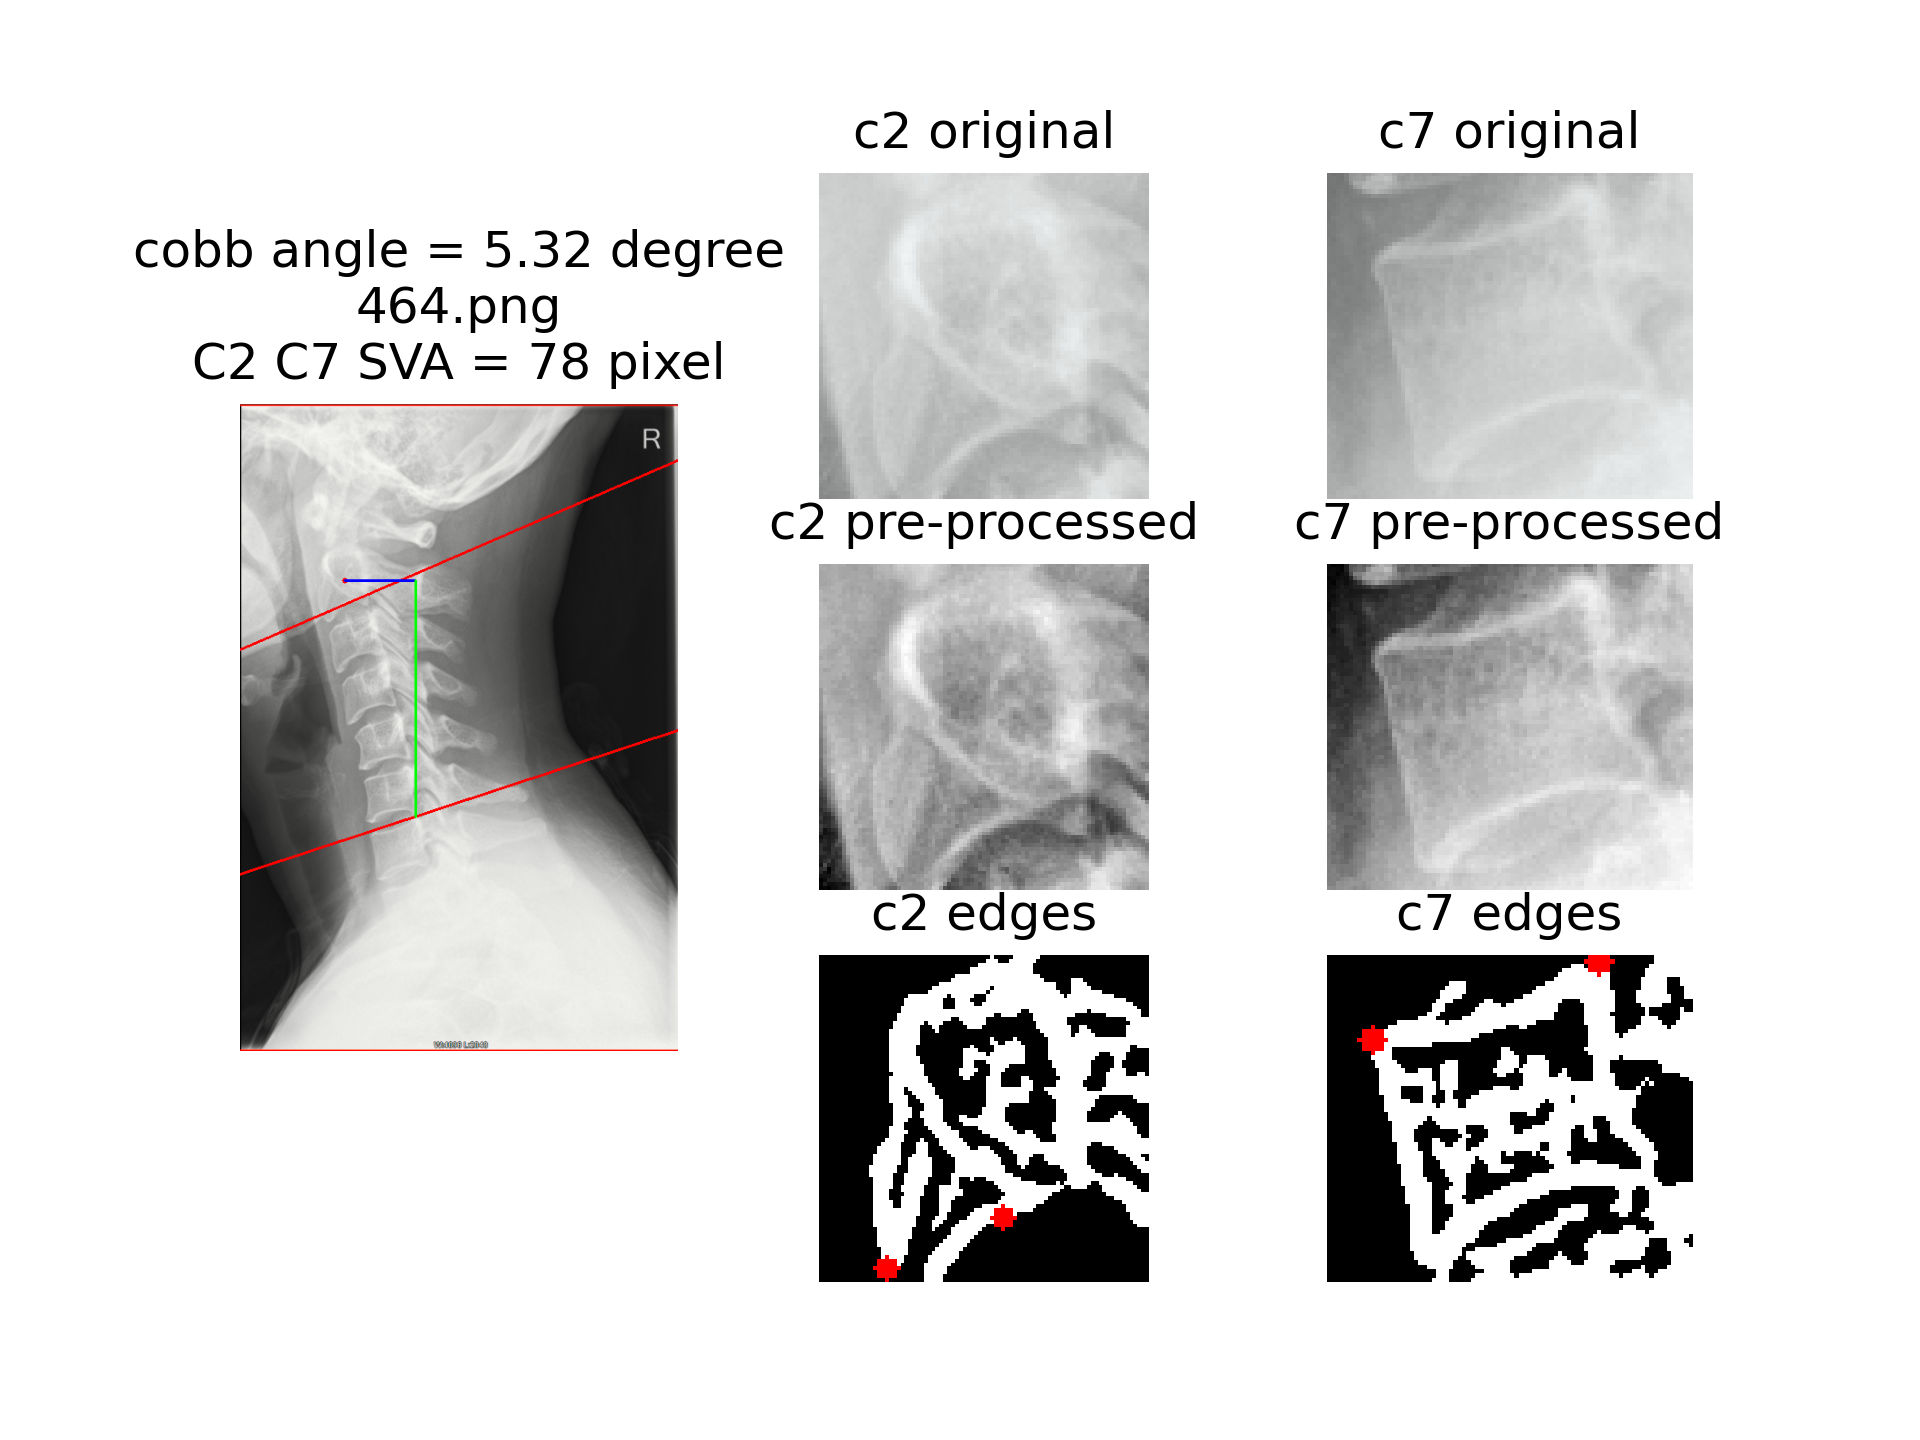 cobb angle = 5.32 degree
464.png
C2 C7 SVA = 78 pixel
R
c2 original
c7 original
c2 pre-processed
c7 pre-processed
c2 edges
c7 edges